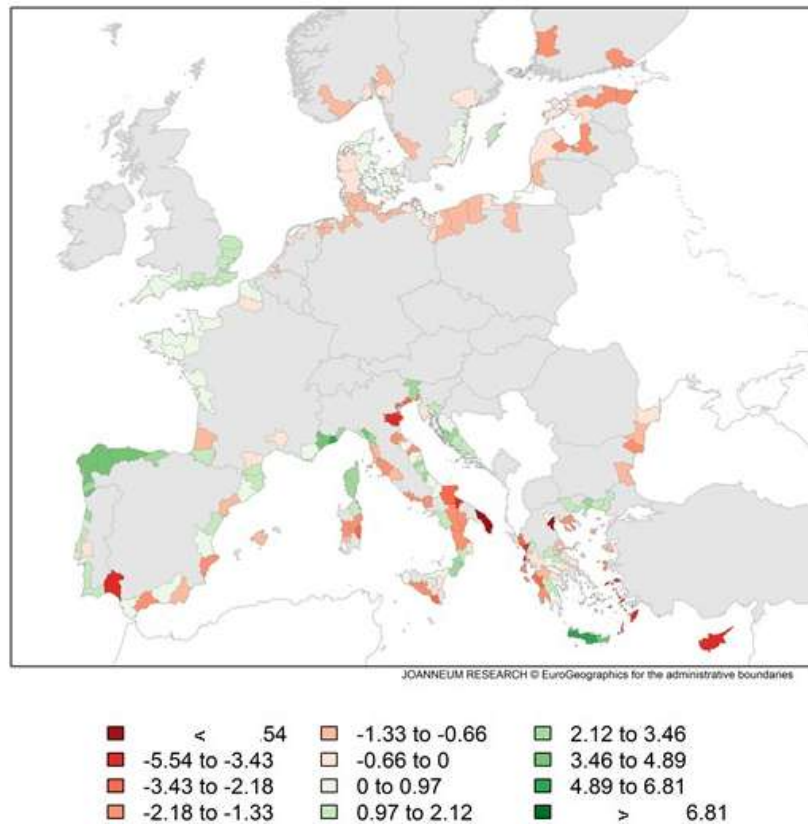 JOANNEUM RESEARCH © EuroGeographics for the administrative boundaries
< .54
-5.54 to -3.43
-3.43 to -2.18
-2.18 to -1.33
-1.33 to -0.66
-0.66 to 0
0 to 0.97
0.97 to 2.12
2.12 to 3.46
3.46 to 4.89
4.89 to 6.81
> 6.81